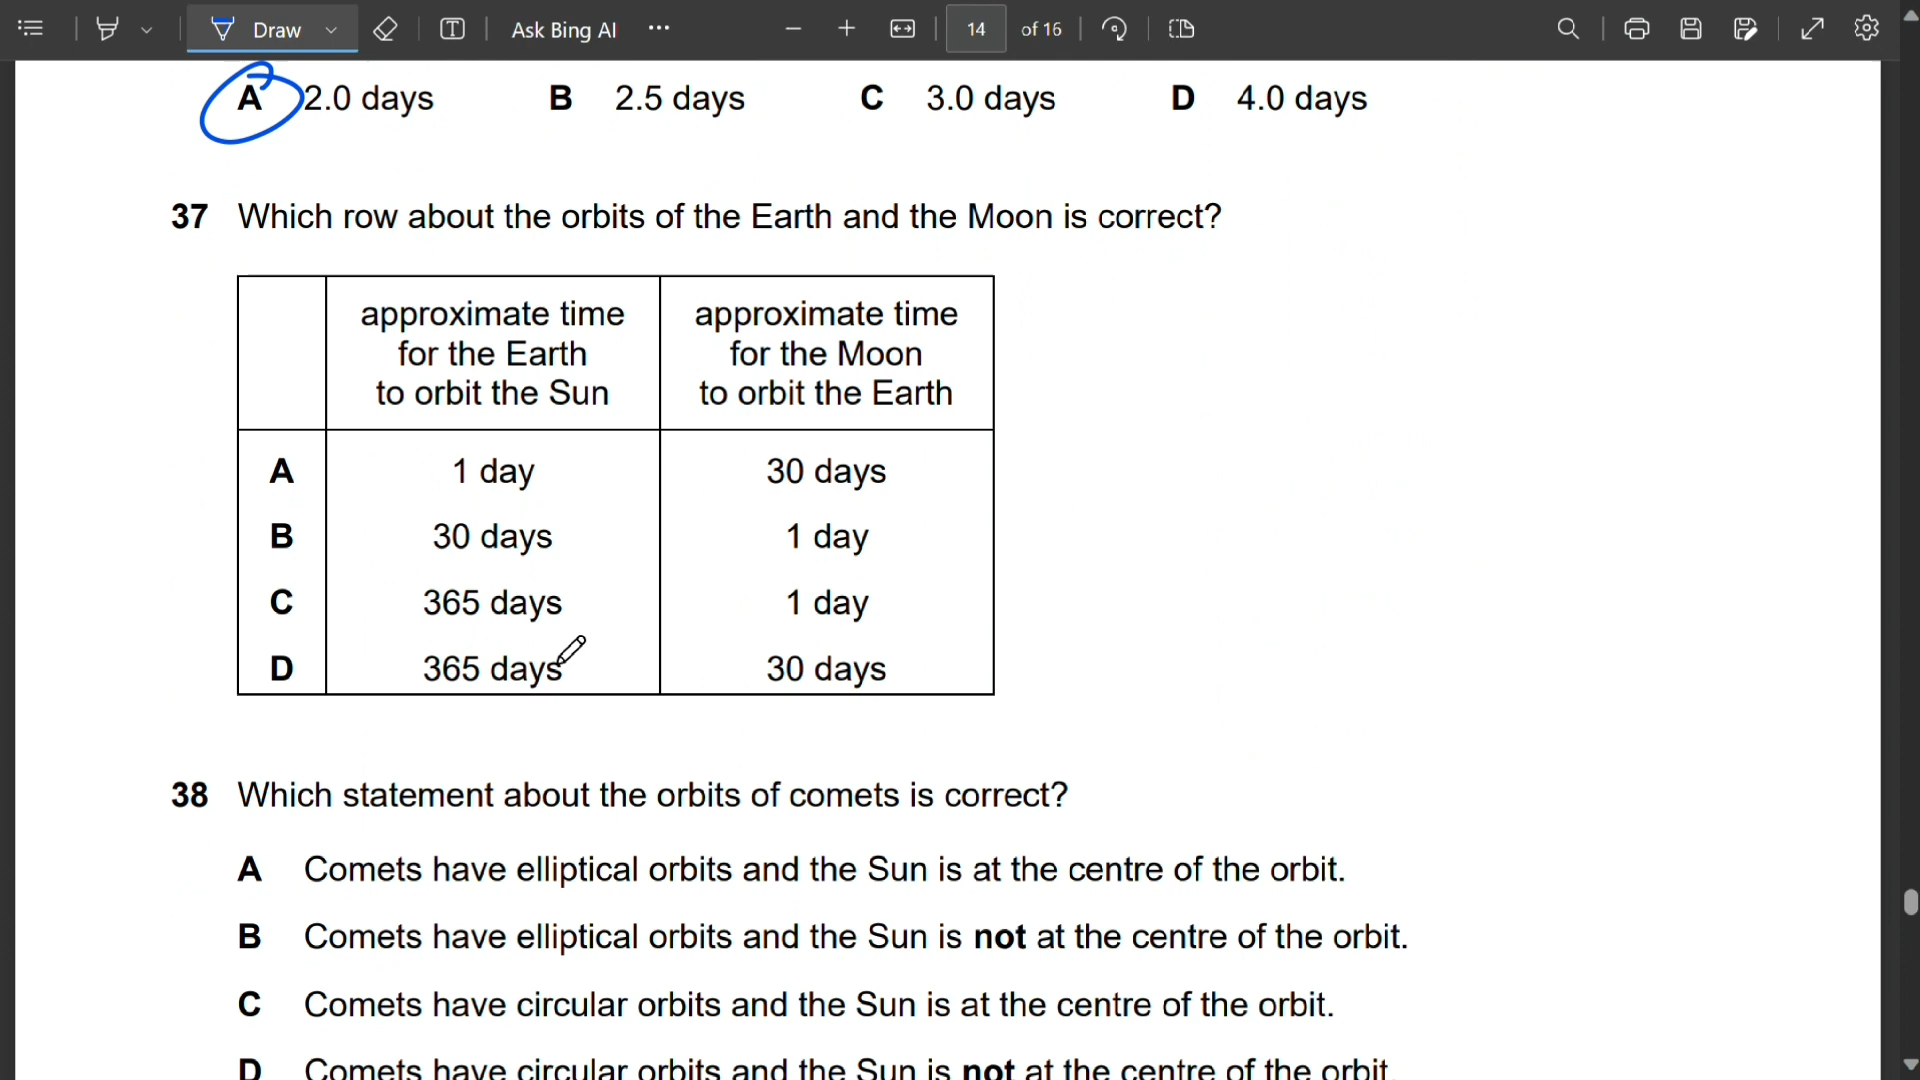 Draw
Ask Bing AI
14 of 16
A 2.0 days B 2.5 days C 3.0 days D 4.0 days
37 Which row about the orbits of the Earth and the Moon is correct?
approximate time for the Earth to orbit the Sun
approximate time for the Moon to orbit the Earth
A 1 day 30 days
B 30 days 1 day
C 365 days 1 day
D 365 days 30 days
38 Which statement about the orbits of comets is correct?
A Comets have elliptical orbits and the Sun is at the centre of the orbit.
B Comets have elliptical orbits and the Sun is not at the centre of the orbit.
C Comets have circular orbits and the Sun is at the centre of the orbit.
D Comets have circular orbits and the Sun is not at the centre of the orbit.